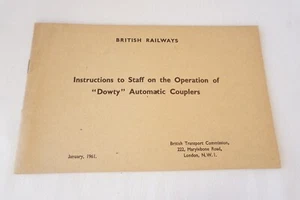 BRITISH RAILWAYS
Instructions to Staff on the Operation of
"Dowty" Automatic Couplers
British Transport Commission,
222, Marylebone Road,
London, N.W.1.
January, 1961.